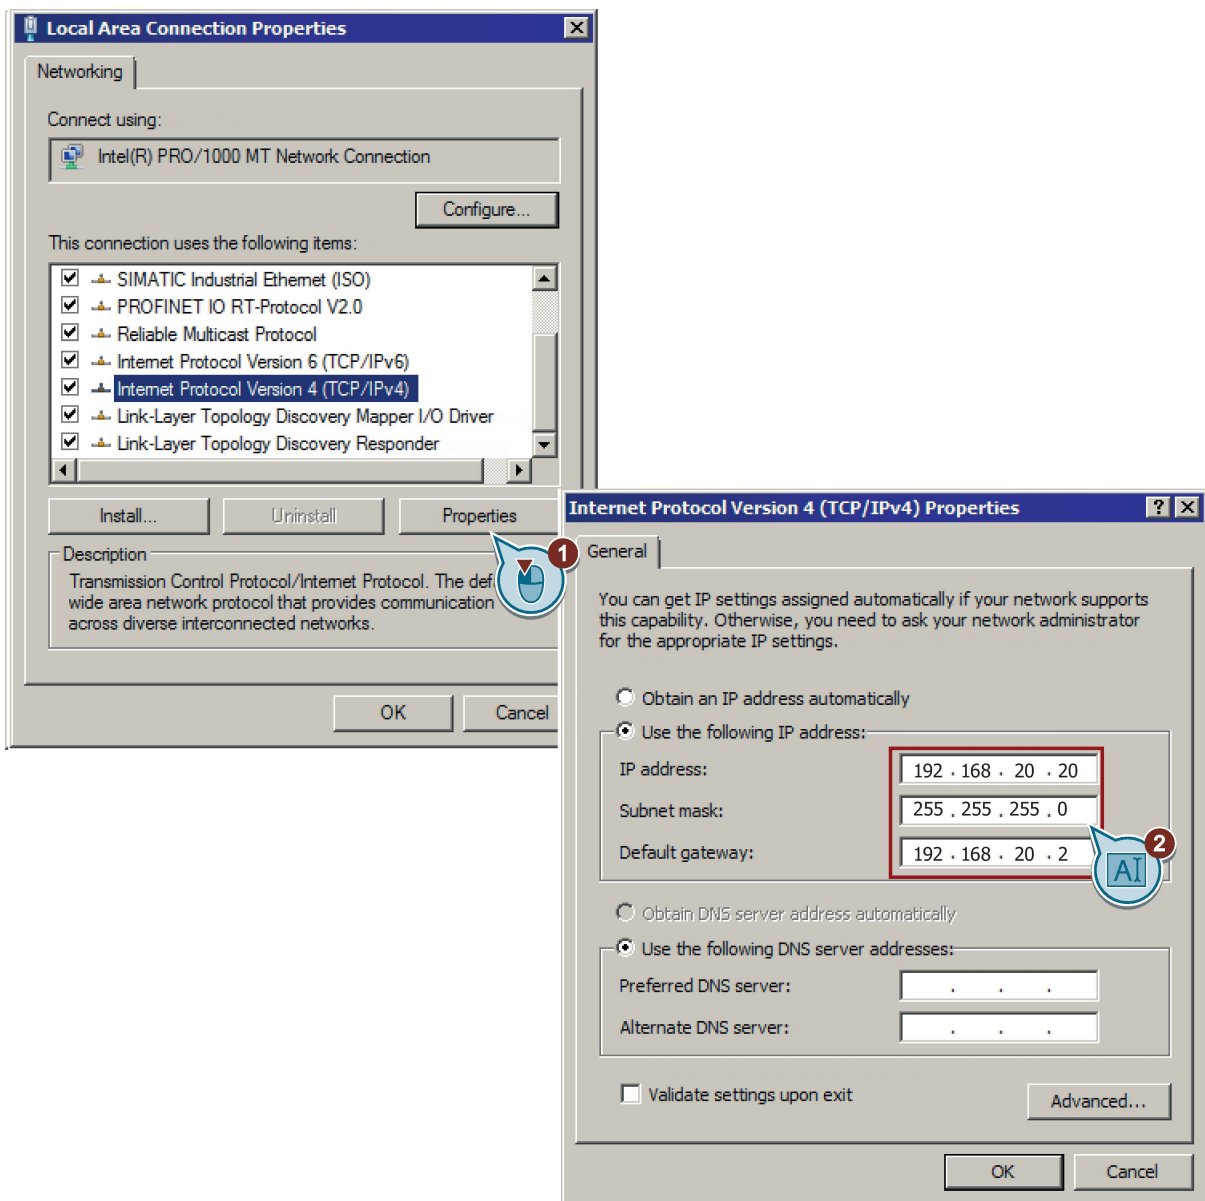 Local Area Connection Properties
Networking
Connect using:
Intel(R) PRO/1000 MT Network Connection
Configure...
This connection uses the following items:
SIMATIC Industrial Ethernet (ISO)
PROFINET IO RT-Protocol V2.0
Reliable Multicast Protocol
Internet Protocol Version 6 (TCP/IPv6)
Internet Protocol Version 4 (TCP/IPv4)
Link-Layer Topology Discovery Mapper I/O Driver
Link-Layer Topology Discovery Responder
Install... Uninstall Properties
1
Description
Transmission Control Protocol/Internet Protocol. The
wide area network protocol that provides communication
across diverse interconnected networks.
OK Cancel
Internet Protocol Version 4 (TCP/IPv4) Properties
General
You can get IP settings assigned automatically if your network supports
this capability. Otherwise, you need to ask your network administrator
for the appropriate IP settings.
Obtain an IP address automatically
Use the following IP address:
IP address: 192 . 168 . 20 . 20
Subnet mask: 255 . 255 . 255 . 0
Default gateway: 192 . 168 . 20 . 2
2
AI
Obtain DNS server address automatically
Use the following DNS server addresses:
Preferred DNS server: . . .
Alternate DNS server: . . .
Validate settings upon exit
Advanced...
OK Cancel